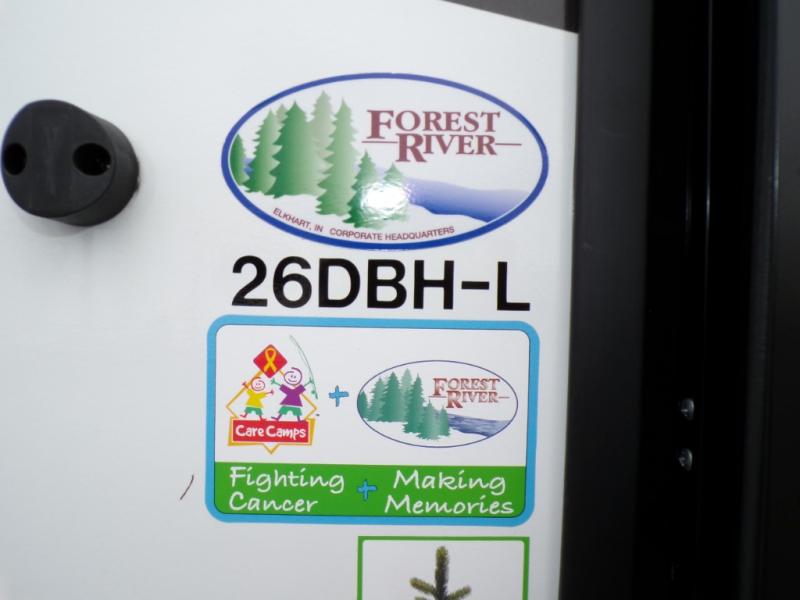 FOREST
RIVER
ELKHART, IN CORPORATE HEADQUARTERS
26DBH-L
Care Camps
+
FOREST
RIVER
Fighting Cancer + Making Memories